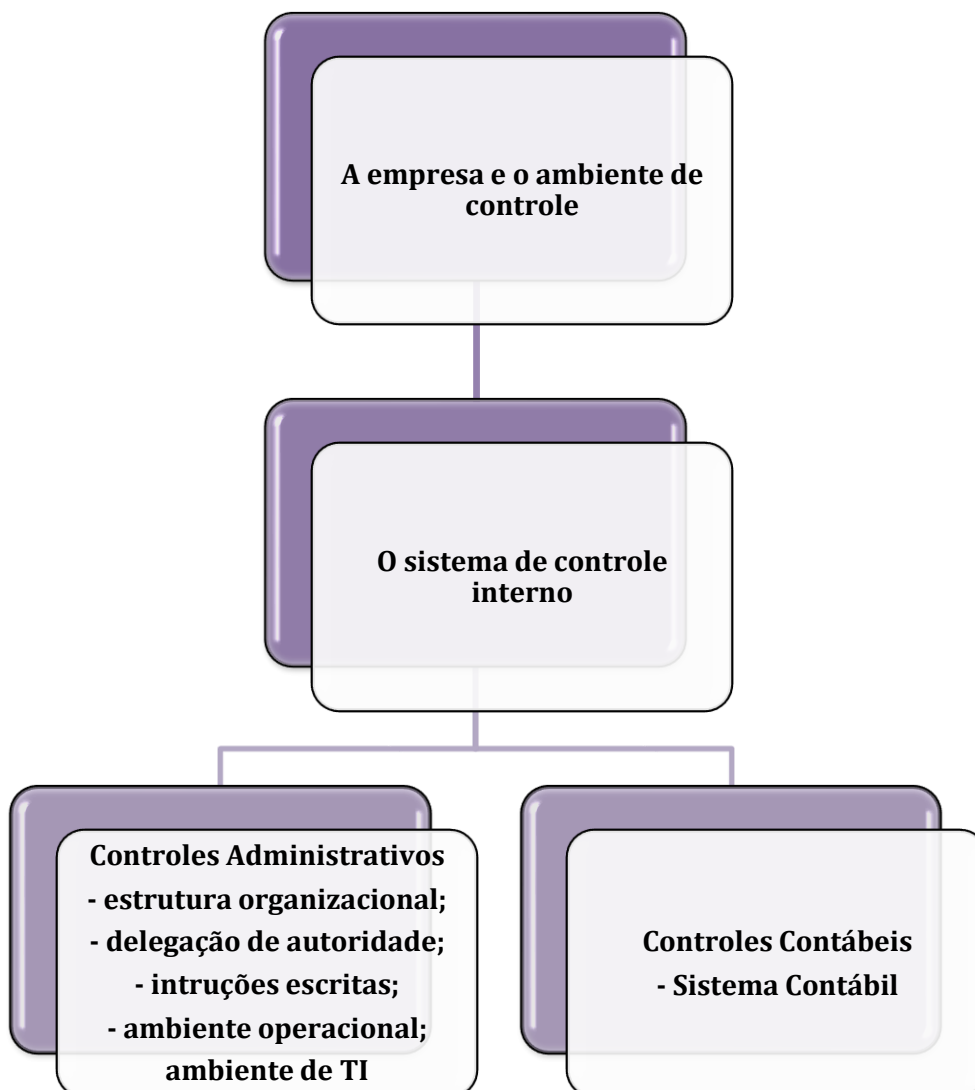 A empresa e o ambiente de
controle
O sistema de controle
interno
Controles Administrativos
- estrutura organizacional;
- delegação de autoridade;
- intruções escritas;
- ambiente operacional;
ambiente de TI
Controles Contábeis
- Sistema Contábil